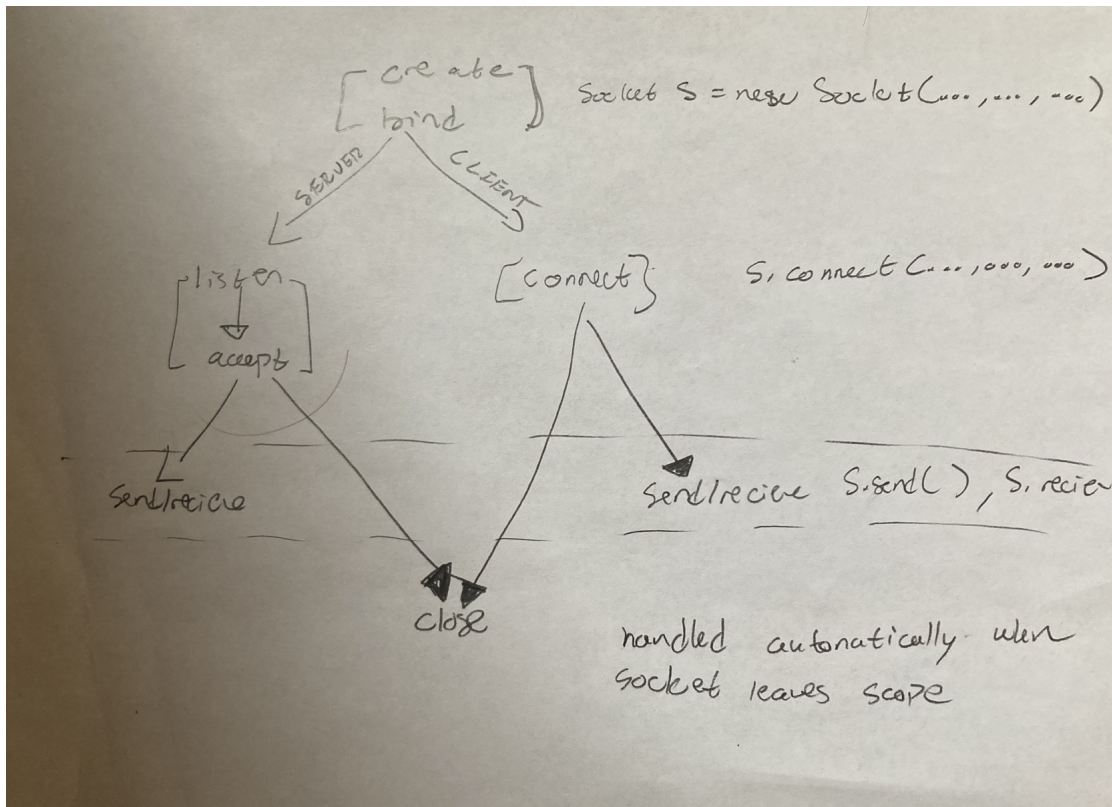 create
bind
Socket S = new Socket(...., ..., ...)
SERVER
CLIENT
listen
accept
[connect]
S. connect (...., ..., ...)
send/recieve
send/recieve S.send( ) , S. reciev
close
handled automatically when
socket leaves scope